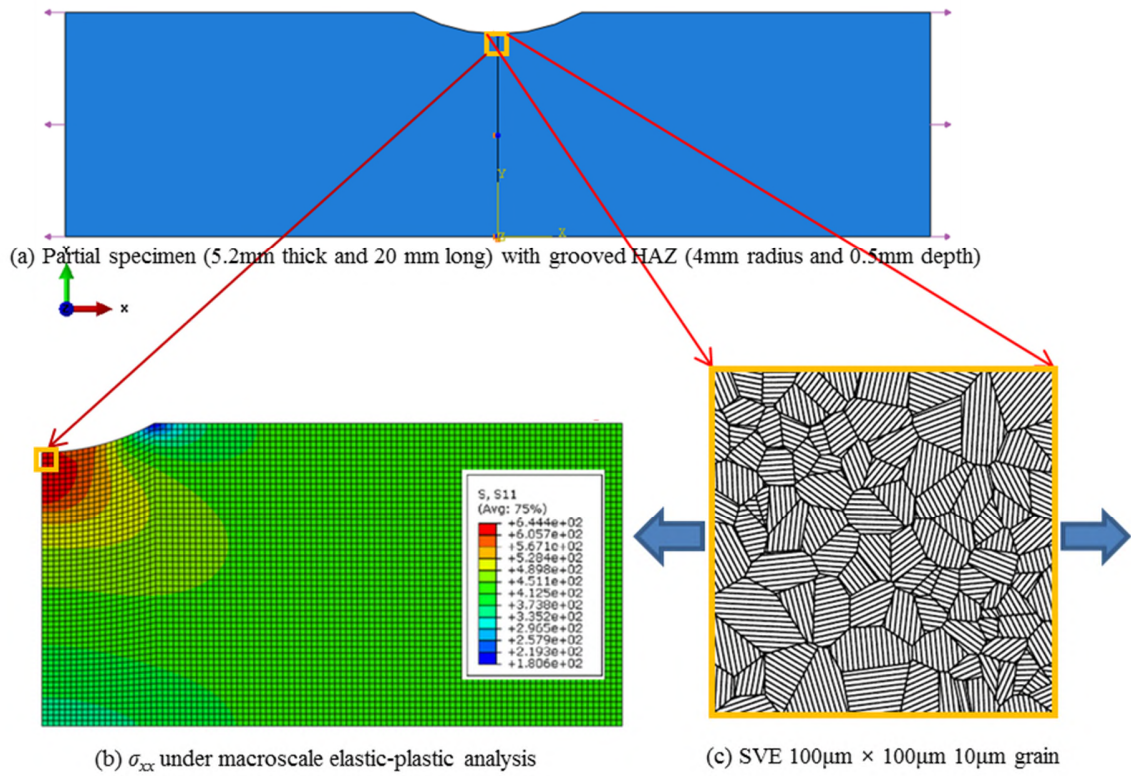 Y
X
(a) Partial specimen (5.2mm thick and 20 mm long) with grooved HAZ (4mm radius and 0.5mm depth)
Y
x
S, S11
(Avg: 75%)
+6.444e+02
+6.057e+02
+5.671e+02
+5.284e+02
+4.898e+02
+4.511e+02
+4.125e+02
+3.738e+02
+3.352e+02
+2.965e+02
+2.579e+02
+2.193e+02
+1.806e+02
(b) σxx under macroscale elastic-plastic analysis
(c) SVE 100μm × 100μm 10μm grain